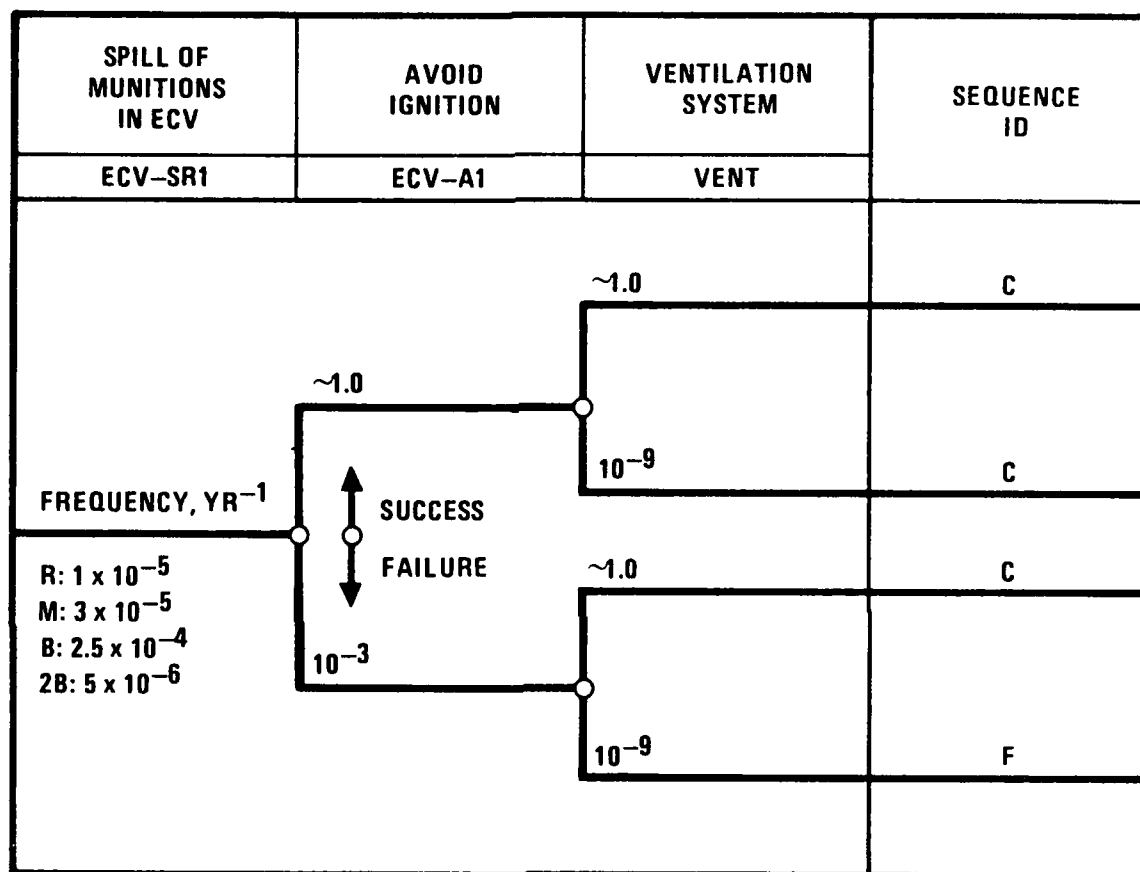 SPILL OF
MUNITIONS
IN ECV
AVOID
IGNITION
VENTILATION
SYSTEM
SEQUENCE
ID
ECV–SR1
ECV–A1
VENT
~1.0
C
~1.0
10⁻⁹
C
FREQUENCY, YR⁻¹
SUCCESS
FAILURE
R: 1 x 10⁻⁵
M: 3 x 10⁻⁵
B: 2.5 x 10⁻⁴
2B: 5 x 10⁻⁶
~1.0
C
10⁻³
10⁻⁹
F